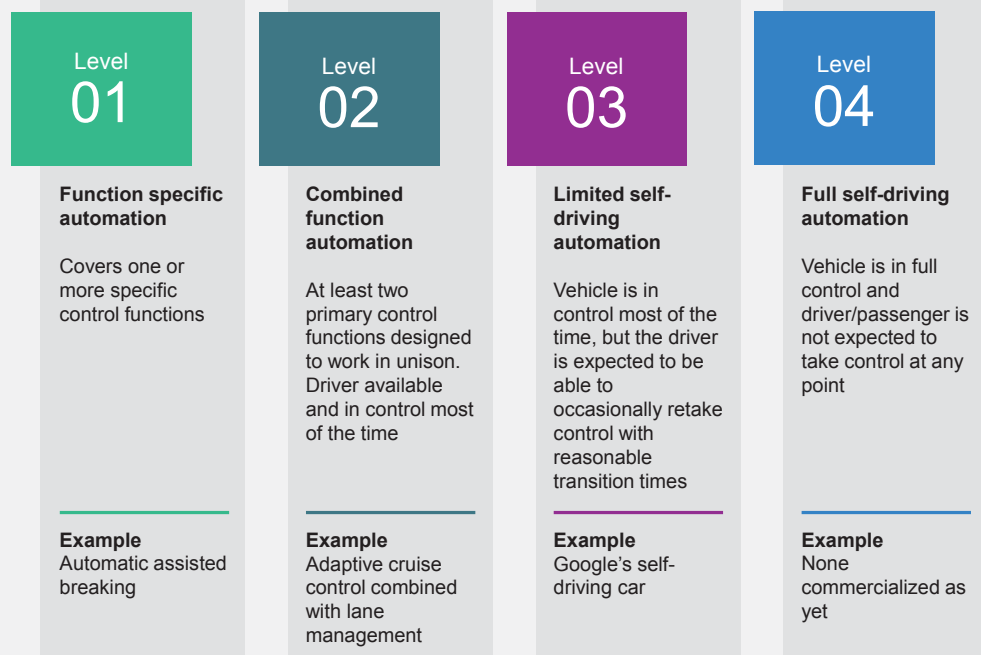 Level
01
Function specific
automation
Covers one or
more specific
control functions
Example
Automatic assisted
breaking
Level
02
Combined
function
automation
At least two
primary control
functions designed
to work in unison.
Driver available
and in control most
of the time
Example
Adaptive cruise
control combined
with lane
management
Level
03
Limited self-
driving
automation
Vehicle is in
control most of the
time, but the driver
is expected to be
able to
occasionally retake
control with
reasonable
transition times
Example
Google’s self-
driving car
Level
04
Full self-driving
automation
Vehicle is in full
control and
driver/passenger is
not expected to
take control at any
point
Example
None
commercialized as
yet